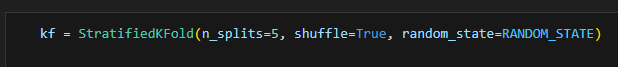 kf = StratifiedKFold(n_splits=5, shuffle=True, random_state=RANDOM_STATE)